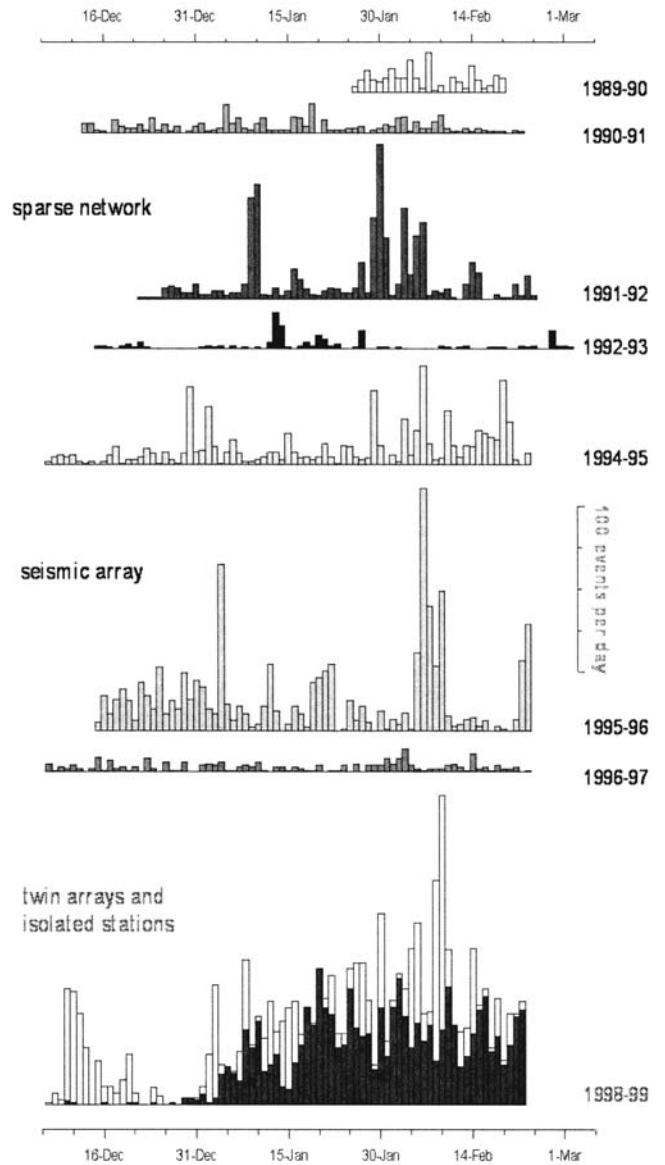 16-Dec 31-Dec 15-Jan 30-Jan 14-Feb 1-Mar
1989-90
1990-91
sparse network
1991-92
1992-93
1994-95
100 events per day
seismic array
1995-96
1996-97
twin arrays and
isolated stations
1998-99
16-Dec 31-Dec 15-Jan 30-Jan 14-Feb 1-Mar